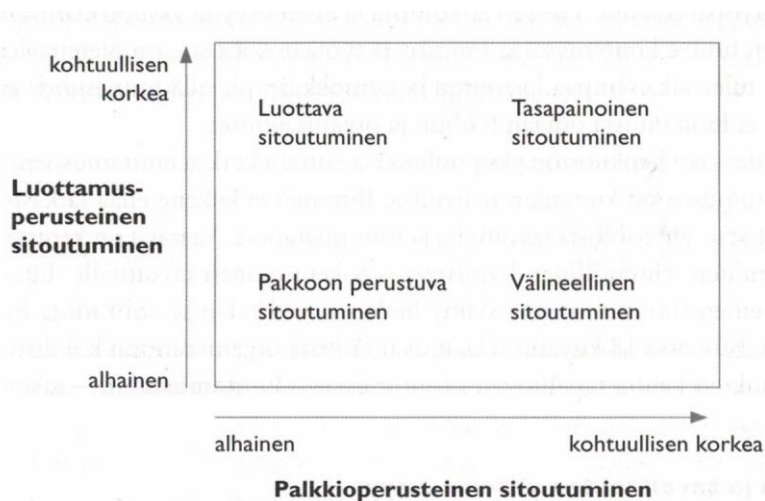 kohtuullisen
korkea
Luottava
sitoutuminen
Tasapainoinen
sitoutuminen
Luottamus-
perusteinen
sitoutuminen
Pakkoon perustuva
sitoutuminen
Välineellinen
sitoutuminen
alhainen
alhainen
kohtuullisen korkea
Palkkioperusteinen sitoutuminen